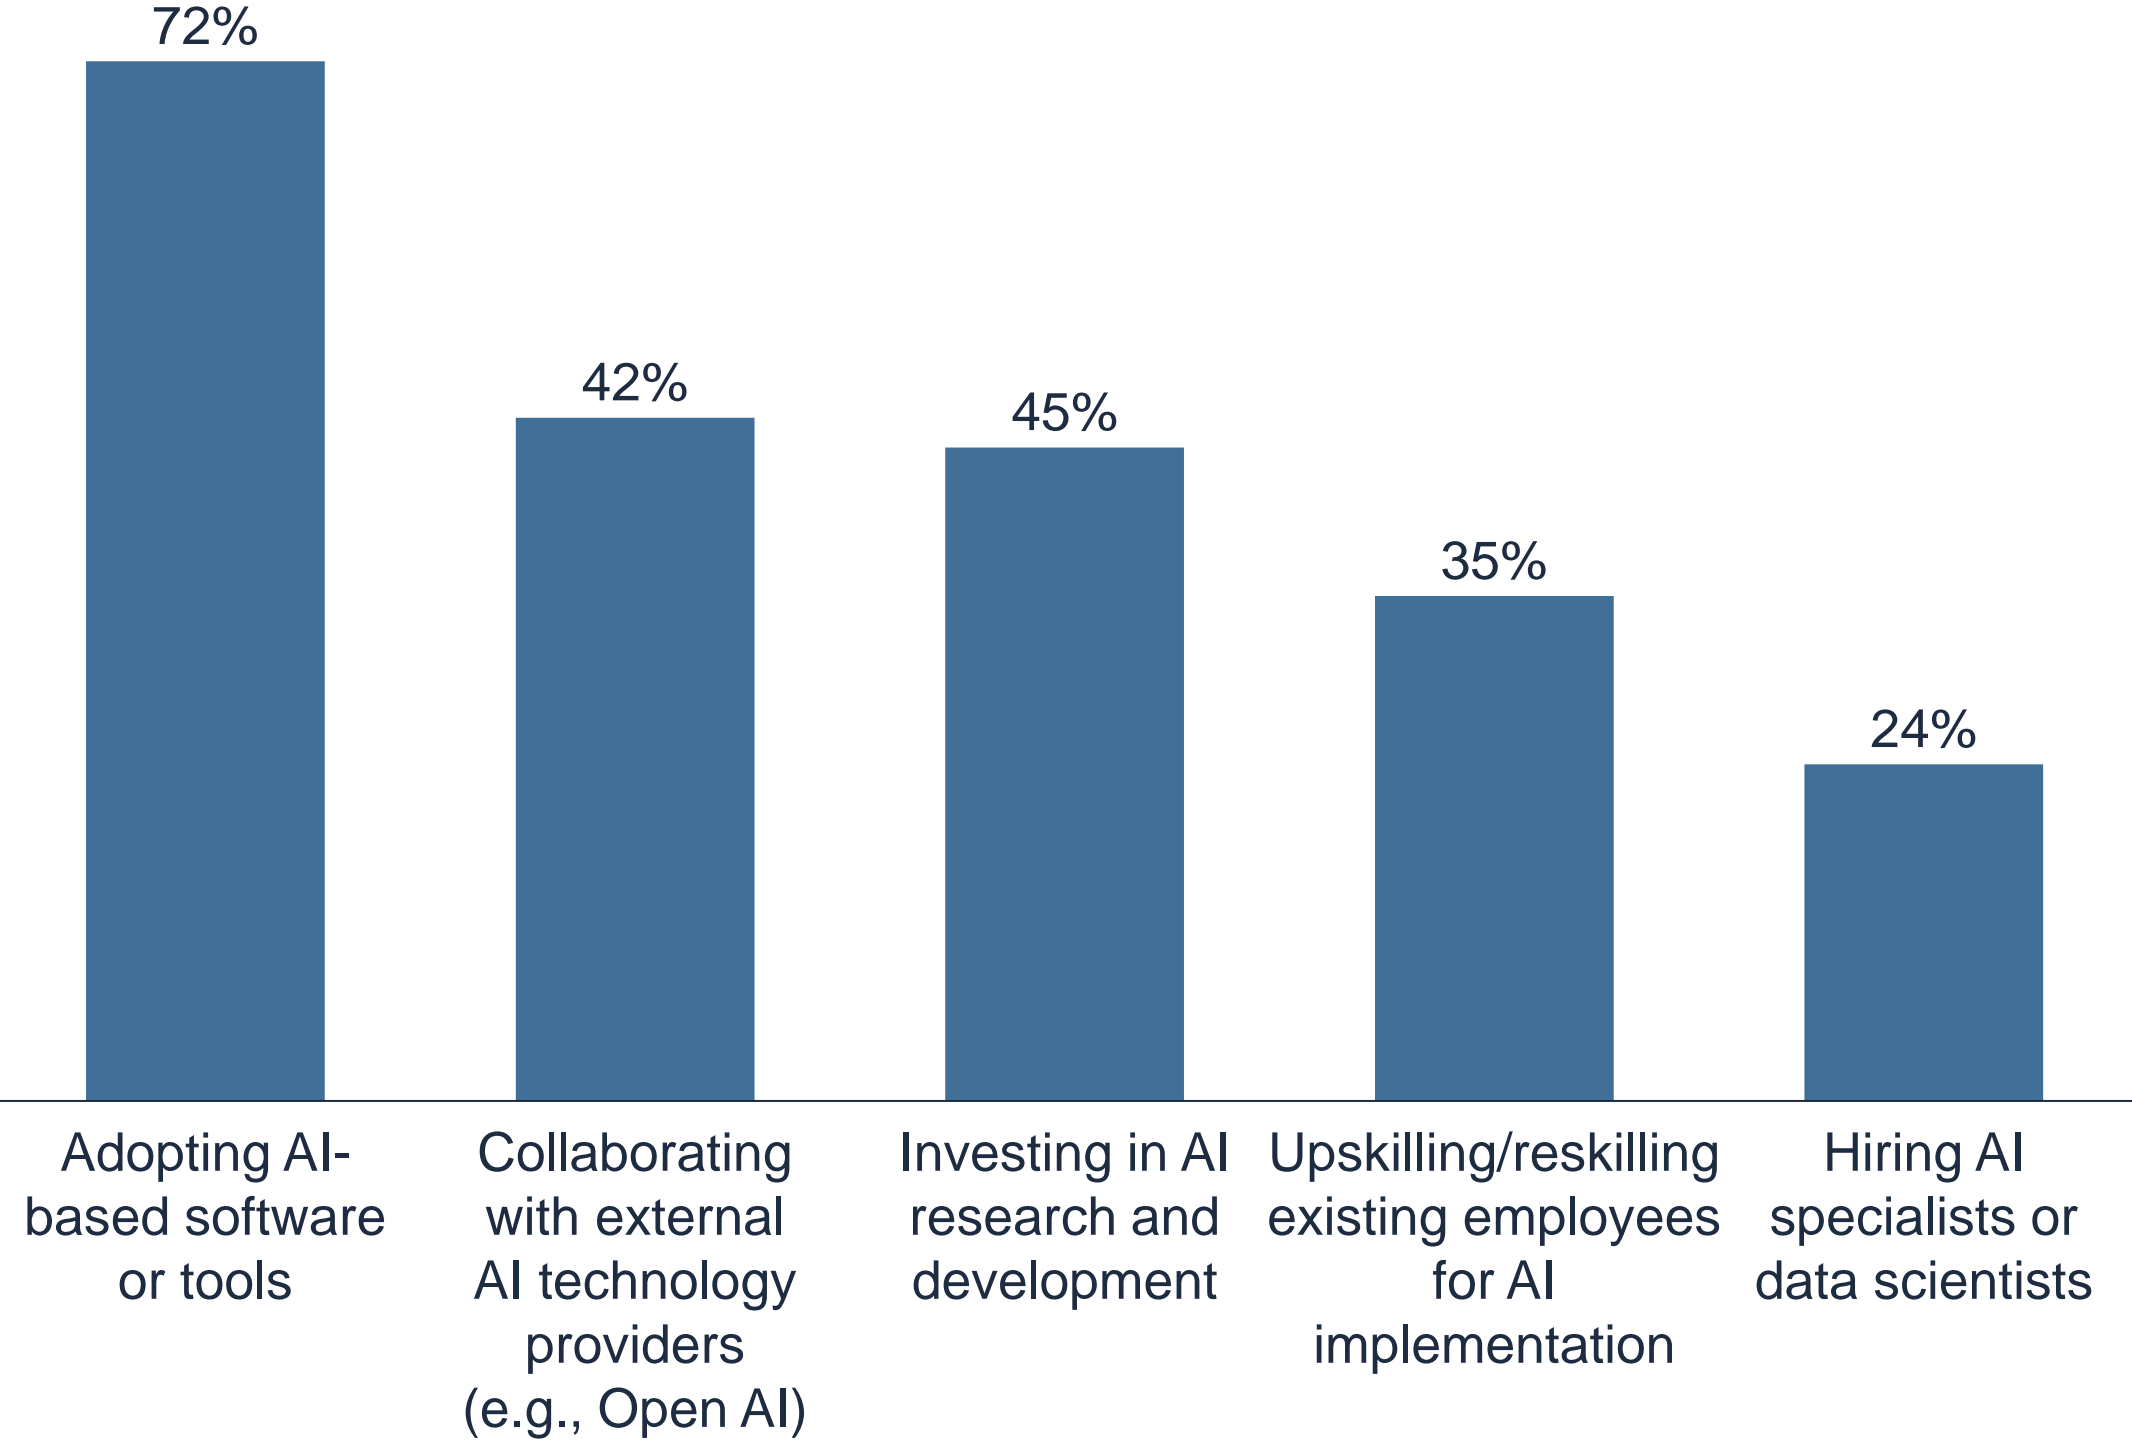 72%
42%
45%
35%
24%
Adopting AI-
based software
or tools
Collaborating
with external
AI technology
providers
(e.g., Open AI)
Investing in AI
research and
development
Upskilling/reskilling
existing employees
for AI
implementation
Hiring AI
specialists or
data scientists